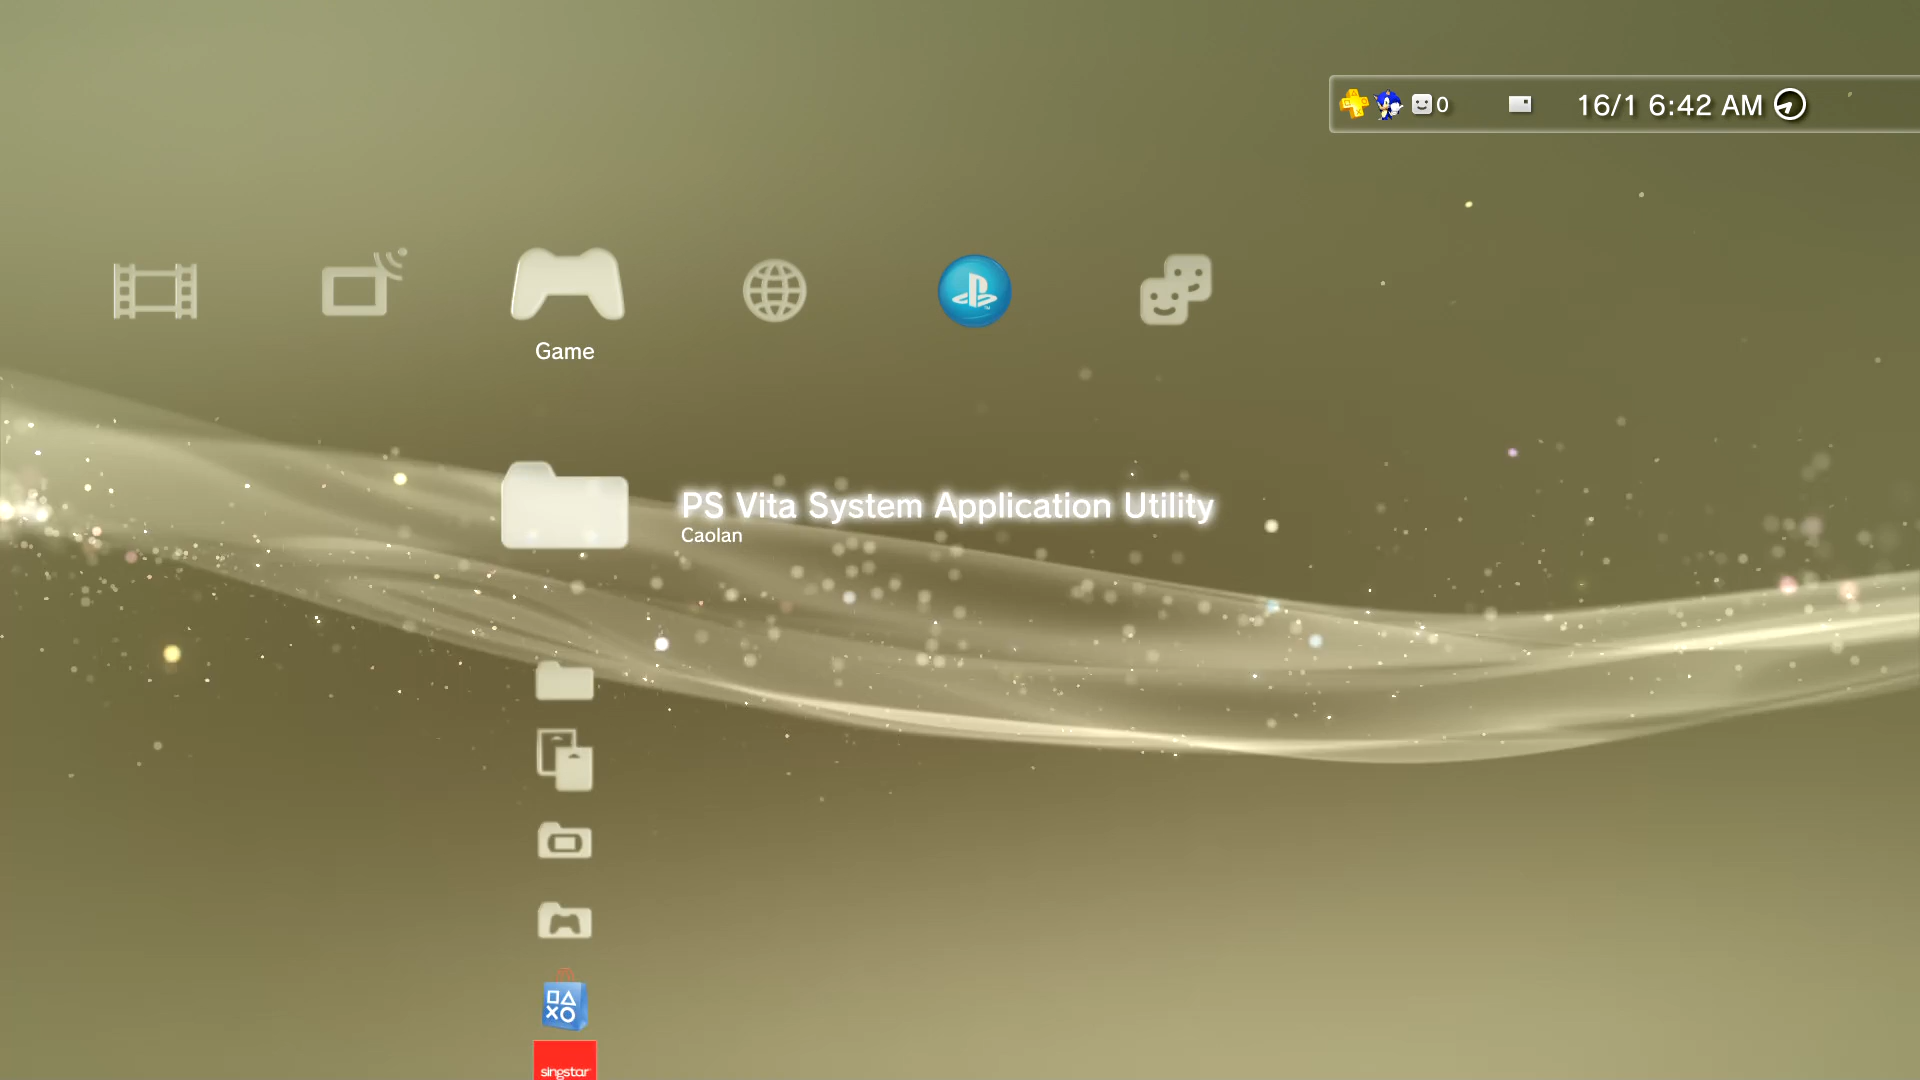 0
16/1 6:42 AM
Game
PS Vita System Application Utility
Caolan
singstar